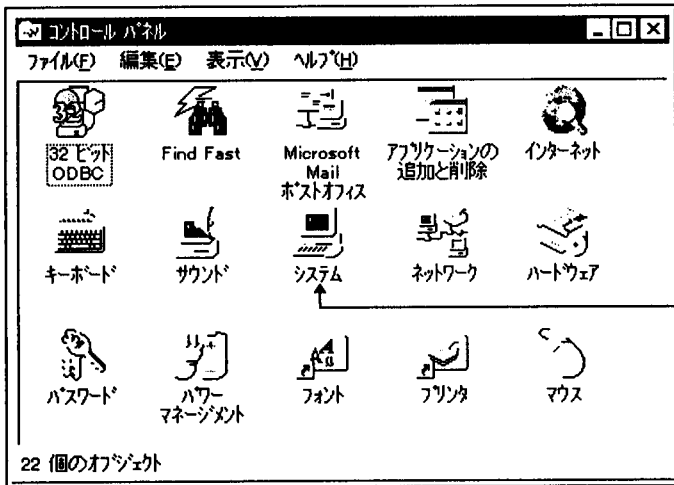 コントロール パネル
ファイル(F) 編集(E) 表示(V) ヘルプ(H)
32
32 ビット
ODBC
Find Fast
Microsoft
Mail
ポストオフィス
アプリケーションの
追加と削除
インターネット
キーボード
サウンド
システム
ネットワーク
ハードウェア
パスワード
パワー
マネージメント
フォント
プリンタ
マウス
22 個のオブジェクト